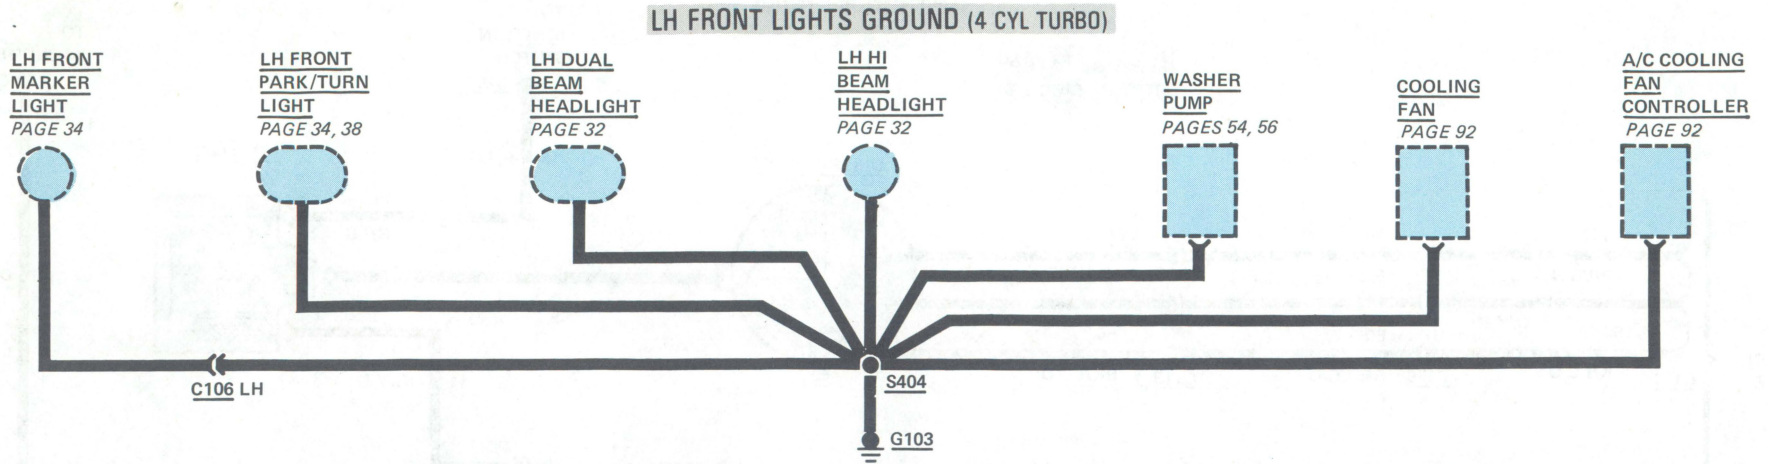 LH FRONT LIGHTS GROUND (4 CYL TURBO)
LH FRONT
MARKER
LIGHT
PAGE 34
LH FRONT
PARK/TURN
LIGHT
PAGE 34, 38
LH DUAL
BEAM
HEADLIGHT
PAGE 32
LH HI
BEAM
HEADLIGHT
PAGE 32
WASHER
PUMP
PAGES 54, 56
COOLING
FAN
PAGE 92
A/C COOLING
FAN
CONTROLLER
PAGE 92
C106 LH
S404
G103